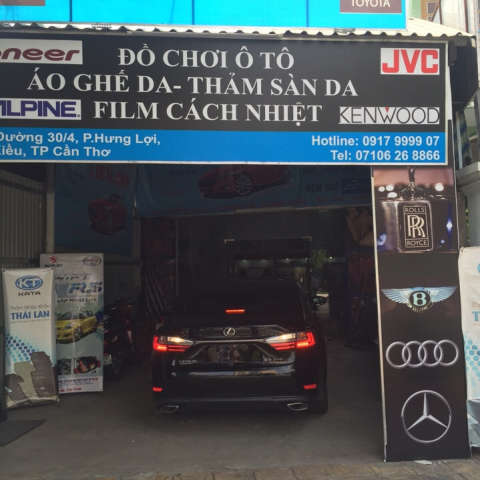 TOYOTA
oneer
JVC
ĐỒ CHƠI Ô TÔ
ÁO GHẾ DA- THẢM SÀN DA
ALPINE
FILM CÁCH NHIỆT
KENWOOD
Đường 30/4, P.Hưng Lợi,
Kiều, TP Cần Thơ
Hotline: 0917 9999 07
Tel: 07106 26 8866
ROLLS
RR
ROYCE
B
KATA
THÁI LAN